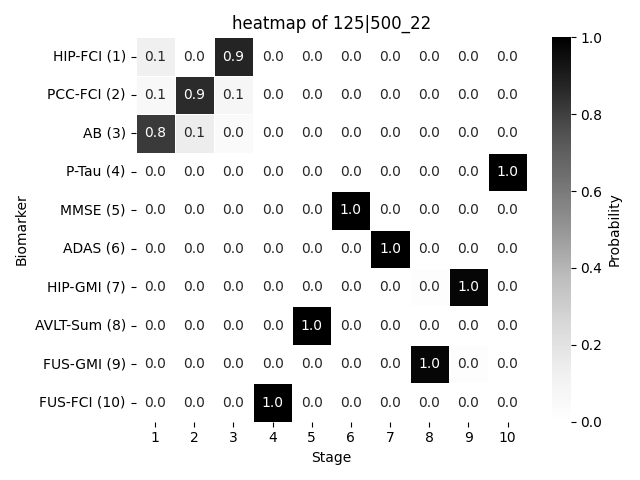 heatmap of 125|500_22
HIP-FCI (1) 0.1 0.0 0.9 0.0 0.0 0.0 0.0 0.0 0.0 0.0
PCC-FCI (2) 0.1 0.9 0.1 0.0 0.0 0.0 0.0 0.0 0.0 0.0
AB (3) 0.8 0.1 0.0 0.0 0.0 0.0 0.0 0.0 0.0 0.0
P-Tau (4) 0.0 0.0 0.0 0.0 0.0 0.0 0.0 0.0 0.0 1.0
MMSE (5) 0.0 0.0 0.0 0.0 0.0 1.0 0.0 0.0 0.0 0.0
ADAS (6) 0.0 0.0 0.0 0.0 0.0 0.0 1.0 0.0 0.0 0.0
HIP-GMI (7) 0.0 0.0 0.0 0.0 0.0 0.0 0.0 0.0 1.0 0.0
AVLT-Sum (8) 0.0 0.0 0.0 0.0 1.0 0.0 0.0 0.0 0.0 0.0
FUS-GMI (9) 0.0 0.0 0.0 0.0 0.0 0.0 0.0 1.0 0.0 0.0
FUS-FCI (10) 0.0 0.0 0.0 1.0 0.0 0.0 0.0 0.0 0.0 0.0
1 2 3 4 5 6 7 8 9 10
Stage
Biomarker
1.0
0.8
0.6
0.4
0.2
0.0
Probability